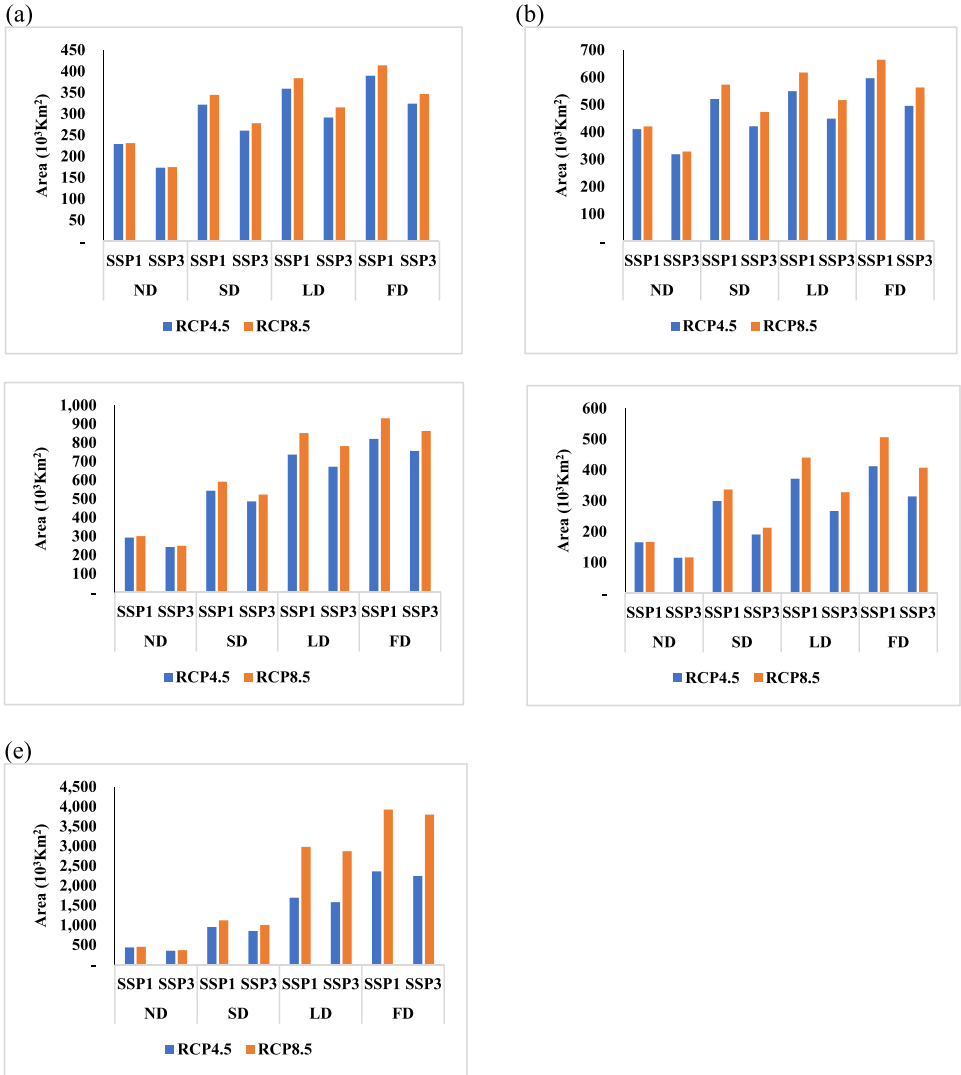 (a)
450
400
350
300
250
200
150
100
50
-
Area (10³Km²)
SSP1 SSP3 SSP1 SSP3 SSP1 SSP3 SSP1 SSP3
ND SD LD FD
RCP4.5 RCP8.5
(b)
700
600
500
400
300
200
100
-
Area (10³Km²)
SSP1 SSP3 SSP1 SSP3 SSP1 SSP3 SSP1 SSP3
ND SD LD FD
RCP4.5 RCP8.5
1,000
900
800
700
600
500
400
300
200
100
-
Area (10³Km²)
SSP1 SSP3 SSP1 SSP3 SSP1 SSP3 SSP1 SSP3
ND SD LD FD
RCP4.5 RCP8.5
600
500
400
300
200
100
-
Area (10³Km²)
SSP1 SSP3 SSP1 SSP3 SSP1 SSP3 SSP1 SSP3
ND SD LD FD
RCP4.5 RCP8.5
(e)
4,500
4,000
3,500
3,000
2,500
2,000
1,500
1,000
500
-
Area (10³Km²)
SSP1 SSP3 SSP1 SSP3 SSP1 SSP3 SSP1 SSP3
ND SD LD FD
RCP4.5 RCP8.5